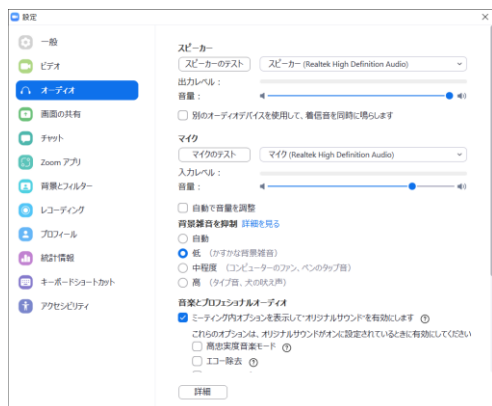 設定
一般
ビデオ
オーディオ
画面の共有
チャット
Zoom アプリ
背景とフィルター
レコーディング
プロフィール
統計情報
キーボードショートカット
アクセシビリティ
スピーカー
スピーカーのテスト スピーカー (Realtek High Definition Audio)
出力レベル：
音量：
別のオーディオデバイスを使用して、着信音を同時に鳴らします
マイク
マイクのテスト マイク (Realtek High Definition Audio)
入力レベル：
音量：
自動で音量を調整
背景雑音を抑制 詳細を見る
自動
低 （かすかな背景雑音）
中程度 （コンピューターのファン、ペンのタップ音）
高 （タイプ音、犬の吠え声）
音楽とプロフェショナルオーディオ
ミーティング内オプションを表示して"オリジナルサウンド"を有効にします
これらのオプションは、オリジナルサウンドがオンに設定されているときに有効にしてください
高忠実度音楽モード
エコー除去
詳細